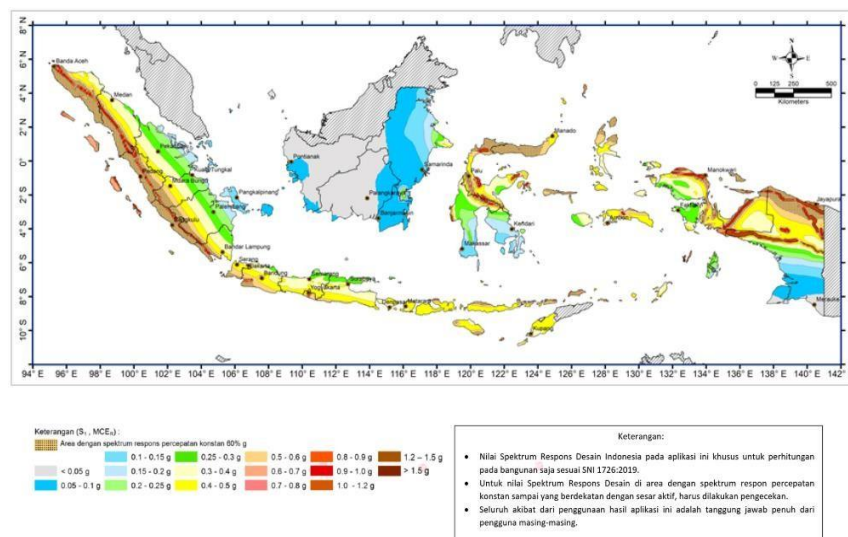 8° N
6° N
4° N
2° N
0°
2° S
4° S
6° S
8° S
10° S
N
W
E
S
0 125 250 500
Kilometers
Banda Aceh
Medan
Manado
Pontianak
Samarinda
Palu
Manokwari
Padang
Muara Bungo
Pangkalpinang
Palangkaraya
Jayapura
Palembang
Bengkulu
Banjarmasin
Kendari
Ambon
Bandar Lampung
Makassar
Serang
Jakarta
Bandung
Semarang
Surabaya
Yogyakarta
Denpasar
Mataram
Merauke
Kupang
94° E 96° E 98° E 100° E 102° E 104° E 106° E 108° E 110° E 112° E 114° E 116° E 118° E 120° E 122° E 124° E 126° E 128° E 130° E 132° E 134° E 136° E 138° E 140° E 142° E
Keterangan (S₁ , MCEᵣ) :
Area dengan spektrum respons percepatan konstan 60% g
< 0.05 g
0.05 - 0.1 g
0.1 - 0.15 g
0.15 - 0.2 g
0.2 - 0.25 g
0.25 - 0.3 g
0.3 - 0.4 g
0.4 - 0.5 g
0.5 - 0.6 g
0.6 - 0.7 g
0.7 - 0.8 g
0.8 - 0.9 g
0.9 - 1.0 g
1.0 - 1.2 g
1.2 – 1.5 g
> 1.5 g
Keterangan:
• Nilai Spektrum Respons Desain Indonesia pada aplikasi ini khusus untuk perhitungan
pada bangunan saja sesuai SNI 1726:2019.
• Untuk nilai Spektrum Respons Desain di area dengan spektrum respon percepatan
konstan sampai yang berdekatan dengan sesar aktif, harus dilakukan pengecekan.
• Seluruh akibat dari penggunaan hasil aplikasi ini adalah tanggung jawab penuh dari
pengguna masing-masing.